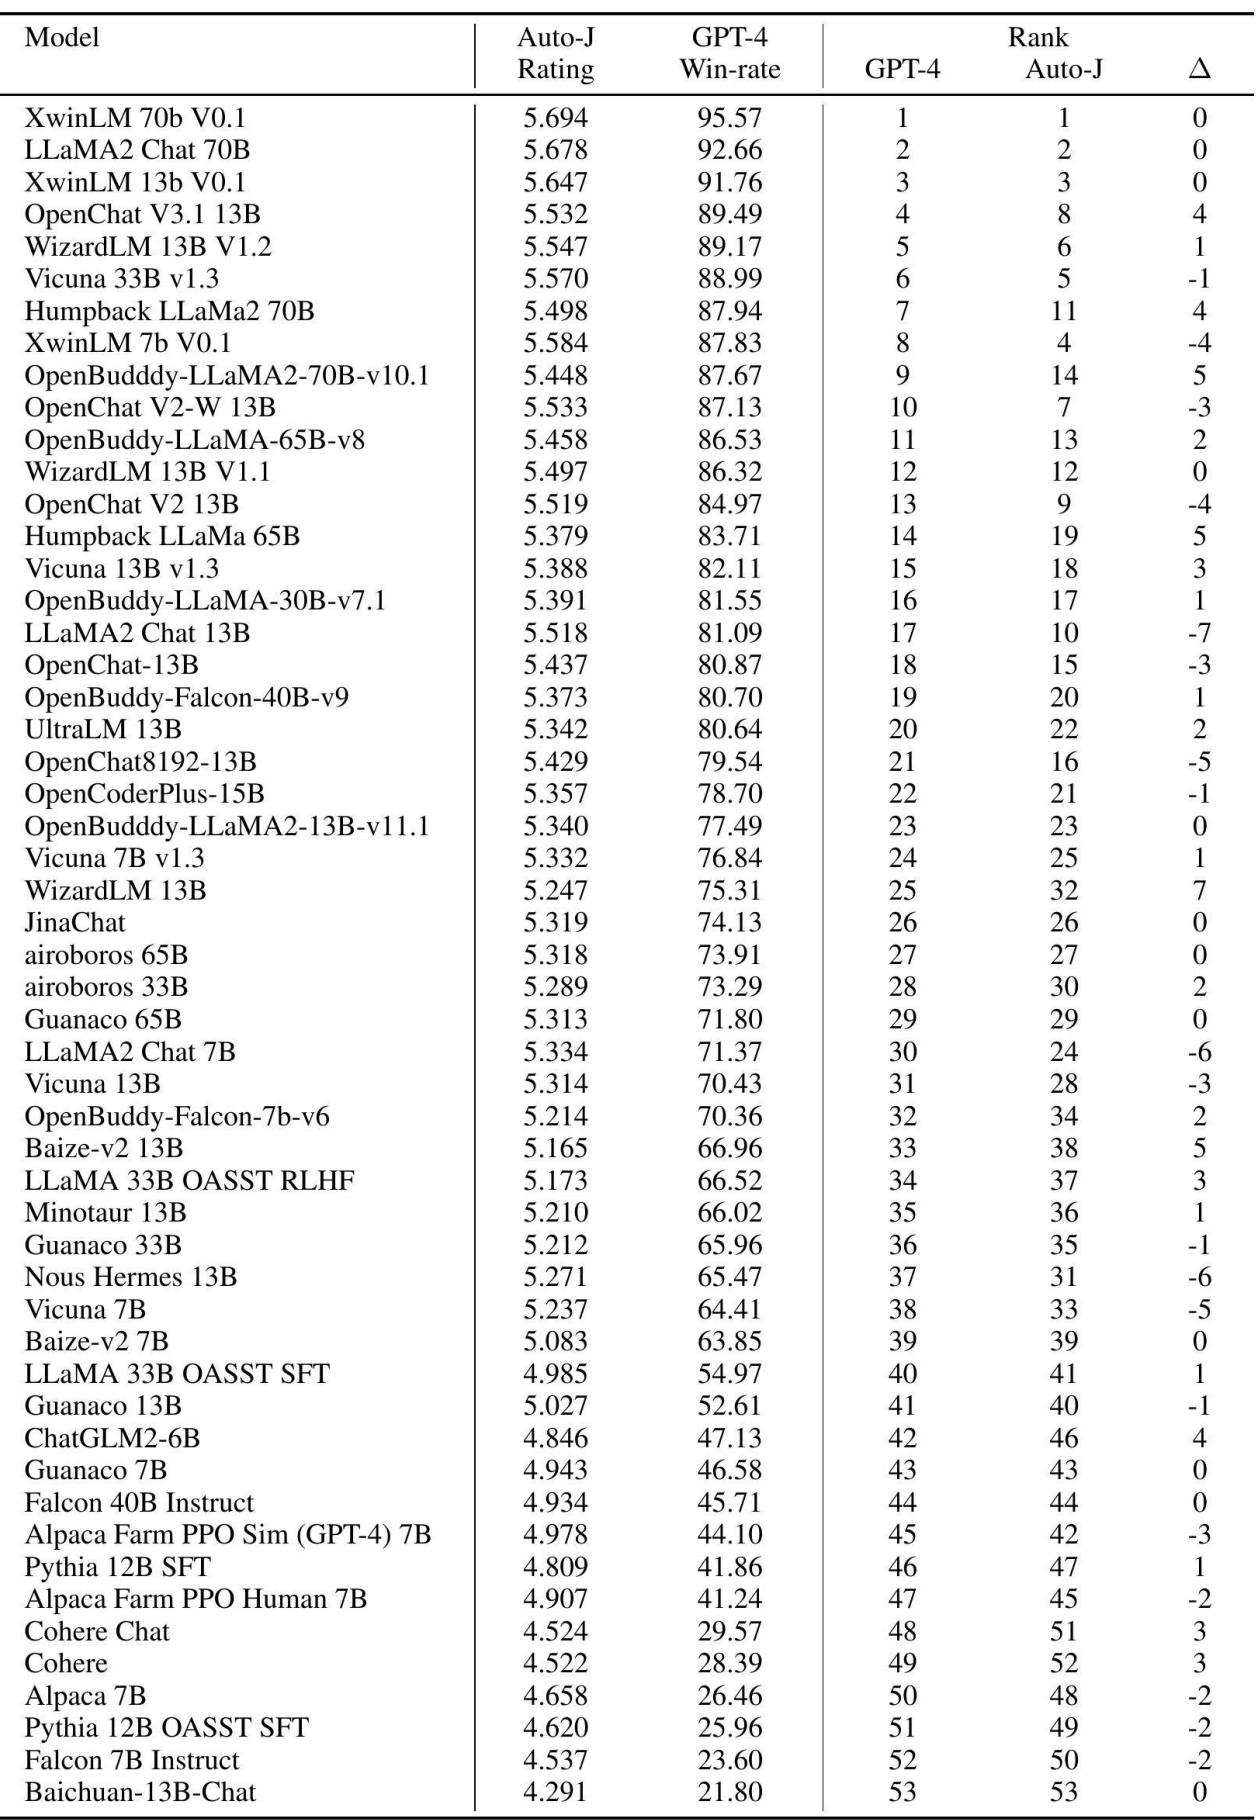 Model Auto-J GPT-4 Rank
Rating Win-rate GPT-4 Auto-J Δ
XwinLM 70b V0.1 5.694 95.57 1 1 0
LLaMA2 Chat 70B 5.678 92.66 2 2 0
XwinLM 13b V0.1 5.647 91.76 3 3 0
OpenChat V3.1 13B 5.532 89.49 4 8 4
WizardLM 13B V1.2 5.547 89.17 5 6 1
Vicuna 33B v1.3 5.570 88.99 6 5 -1
Humpback LLaMa2 70B 5.498 87.94 7 11 4
XwinLM 7b V0.1 5.584 87.83 8 4 -4
OpenBudddy-LLaMA2-70B-v10.1 5.448 87.67 9 14 5
OpenChat V2-W 13B 5.533 87.13 10 7 -3
OpenBuddy-LLaMA-65B-v8 5.458 86.53 11 13 2
WizardLM 13B V1.1 5.497 86.32 12 12 0
OpenChat V2 13B 5.519 84.97 13 9 -4
Humpback LLaMa 65B 5.379 83.71 14 19 5
Vicuna 13B v1.3 5.388 82.11 15 18 3
OpenBuddy-LLaMA-30B-v7.1 5.391 81.55 16 17 1
LLaMA2 Chat 13B 5.518 81.09 17 10 -7
OpenChat-13B 5.437 80.87 18 15 -3
OpenBuddy-Falcon-40B-v9 5.373 80.70 19 20 1
UltraLM 13B 5.342 80.64 20 22 2
OpenChat8192-13B 5.429 79.54 21 16 -5
OpenCoderPlus-15B 5.357 78.70 22 21 -1
OpenBudddy-LLaMA2-13B-v11.1 5.340 77.49 23 23 0
Vicuna 7B v1.3 5.332 76.84 24 25 1
WizardLM 13B 5.247 75.31 25 32 7
JinaChat 5.319 74.13 26 26 0
airoboros 65B 5.318 73.91 27 27 0
airoboros 33B 5.289 73.29 28 30 2
Guanaco 65B 5.313 71.80 29 29 0
LLaMA2 Chat 7B 5.334 71.37 30 24 -6
Vicuna 13B 5.314 70.43 31 28 -3
OpenBuddy-Falcon-7b-v6 5.214 70.36 32 34 2
Baize-v2 13B 5.165 66.96 33 38 5
LLaMA 33B OASST RLHF 5.173 66.52 34 37 3
Minotaur 13B 5.210 66.02 35 36 1
Guanaco 33B 5.212 65.96 36 35 -1
Nous Hermes 13B 5.271 65.47 37 31 -6
Vicuna 7B 5.237 64.41 38 33 -5
Baize-v2 7B 5.083 63.85 39 39 0
LLaMA 33B OASST SFT 4.985 54.97 40 41 1
Guanaco 13B 5.027 52.61 41 40 -1
ChatGLM2-6B 4.846 47.13 42 46 4
Guanaco 7B 4.943 46.58 43 43 0
Falcon 40B Instruct 4.934 45.71 44 44 0
Alpaca Farm PPO Sim (GPT-4) 7B 4.978 44.10 45 42 -3
Pythia 12B SFT 4.809 41.86 46 47 1
Alpaca Farm PPO Human 7B 4.907 41.24 47 45 -2
Cohere Chat 4.524 29.57 48 51 3
Cohere 4.522 28.39 49 52 3
Alpaca 7B 4.658 26.46 50 48 -2
Pythia 12B OASST SFT 4.620 25.96 51 49 -2
Falcon 7B Instruct 4.537 23.60 52 50 -2
Baichuan-13B-Chat 4.291 21.80 53 53 0